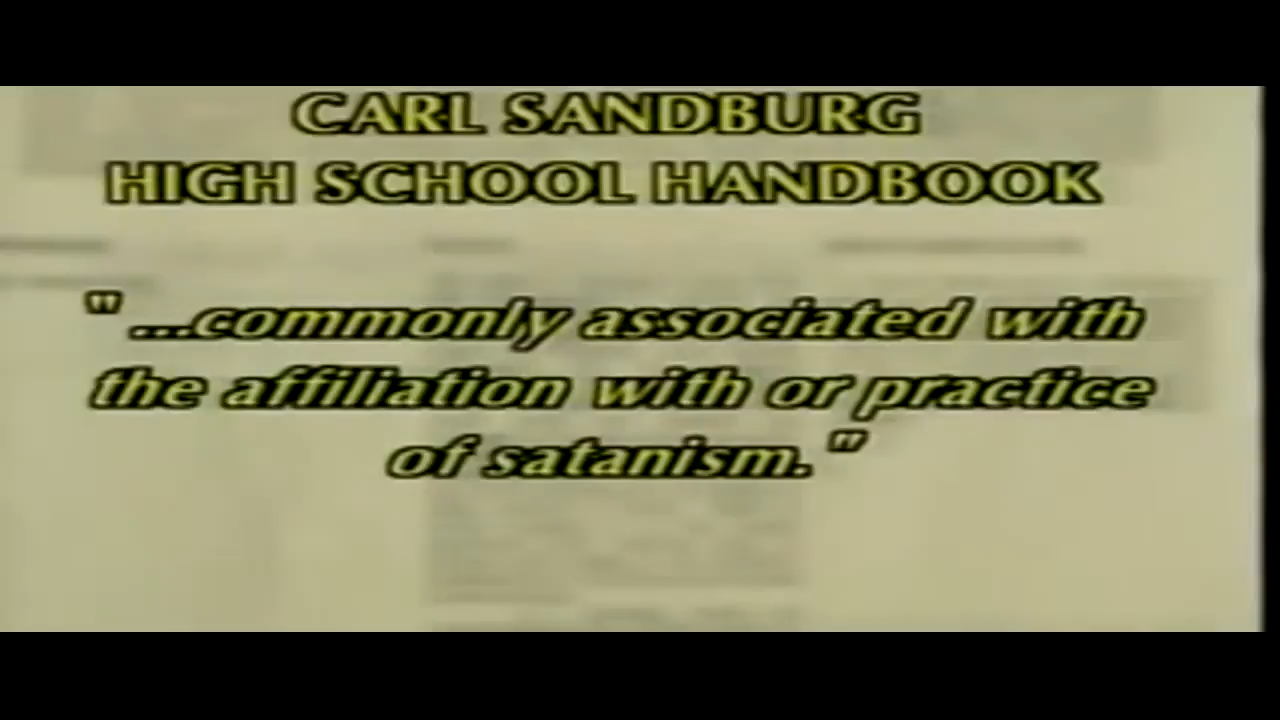 CARL SANDBURG
HIGH SCHOOL HANDBOOK
"...commonly associated with
the affiliation with or practice
of satanism."